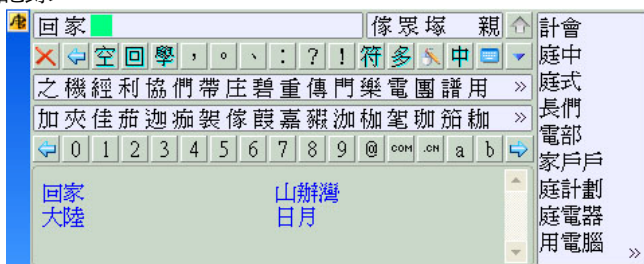 回家 傢 塚 親
空 回 學 ， 。 、 ： ？ ！ 符 多 中
之 機 經 利 協 們 帶 庄 碧 重 傳 門 樂 電 團 譜 用 »
加 夾 佳 茄 迦 痂 袈 傢 葭 嘉 豭 泇 枷 珈 笳 耞 »
0 1 2 3 4 5 6 7 8 9 @ COM .CN a b
回家 山辦灣
大陸 日月
計會
庭中
庭式
長們
電部
家戶戶
庭計劃
庭電器
用電腦 »